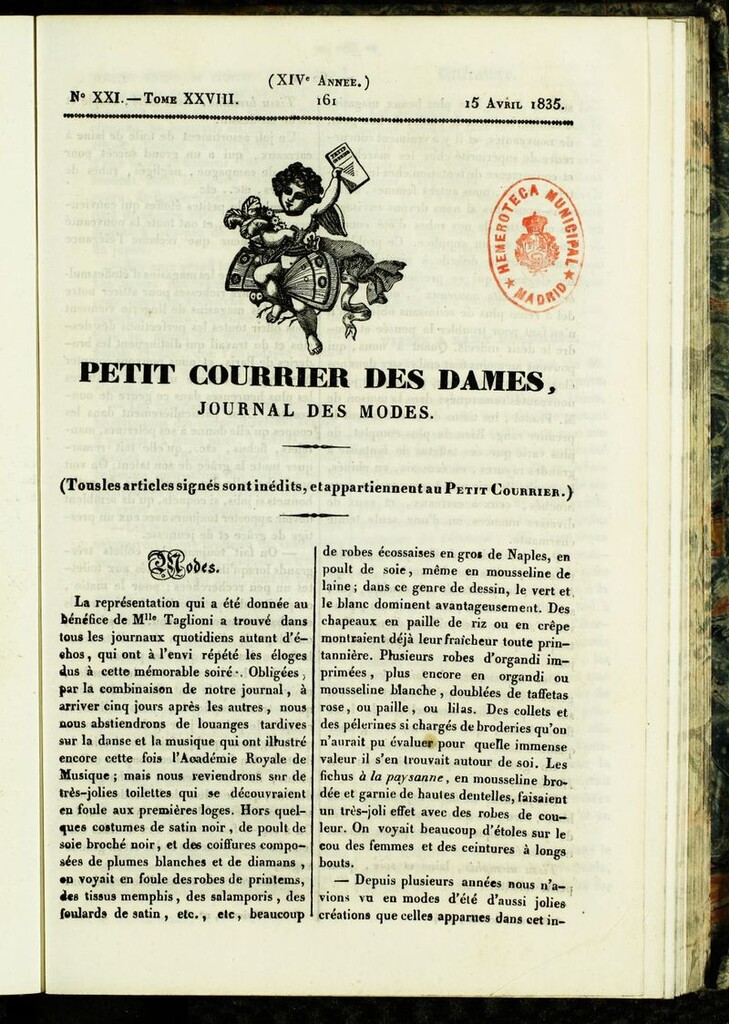 (XIVe ANNEE.)
No XXI.—TOME XXVIII. 161 15 AVRIL 1835.
PETIT COURRIER
HEMEROTECA MUNICIPAL
MADRID
PETIT COURRIER DES DAMES,
JOURNAL DES MODES.
(Tous les articles signés sont inédits, et appartiennent au PETIT COURRIER.)
Modes.
La représentation qui a été donnée au
bénéfice de Mlle Taglioni a trouvé dans
tous les journaux quotidiens autant d'é-
chos, qui ont à l'envi répété les éloges
dus à cette mémorable soiré. Obligées,
par la combinaison de notre journal, à
arriver cinq jours après les autres, nous
nous abstiendrons de louanges tardives
sur la danse et la musique qui ont illustré
encore cette fois l'Académie Royale de
Musique; mais nous reviendrons sur de
très-jolies toilettes qui se découvraient
en foule aux premières loges. Hors quel-
ques costumes de satin noir, de poult de
soie broché noir, et des coiffures compo-
sées de plumes blanches et de diamans,
on voyait en foule des robes de printems,
des tissus memphis, des salamporis, des
foulards de satin, etc., etc, beaucoup
de robes écossaises en gros de Naples, en
poult de soie, même en mousseline de
laine; dans ce genre de dessin, le vert et
le blanc dominent avantageusement. Des
chapeaux en paille de riz ou en crêpe
montraient déjà leur fraîcheur toute prin-
tannière. Plusieurs robes d'organdi im-
primées, plus encore en organdi ou
mousseline blanche, doublées de taffetas
rose, ou paille, ou lilas. Des collets et
des pélerines si chargés de broderies qu'on
n'aurait pu évaluer pour quelle immense
valeur il s'en trouvait autour de soi. Les
fichus à la paysanne, en mousseline bro-
dée et garnie de hautes dentelles, faisaient
un très-joli effet avec des robes de cou-
leur. On voyait beaucoup d'étoles sur le
cou des femmes et des ceintures à longs
bouts.
— Depuis plusieurs années nous n'a-
vions vu en modes d'été d'aussi jolies
créations que celles apparues dans cet in-